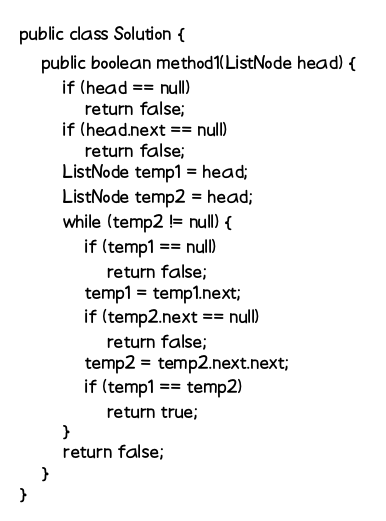 public class Solution {
public boolean method1(ListNode head) {
if (head == null)
return false;
if (head.next == null)
return false;
ListNode temp1 = head;
ListNode temp2 = head;
while (temp2 != null) {
if (temp1 == null)
return false;
temp1 = temp1.next;
if (temp2.next == null)
return false;
temp2 = temp2.next.next;
if (temp1 == temp2)
return true;
}
return false;
}
}